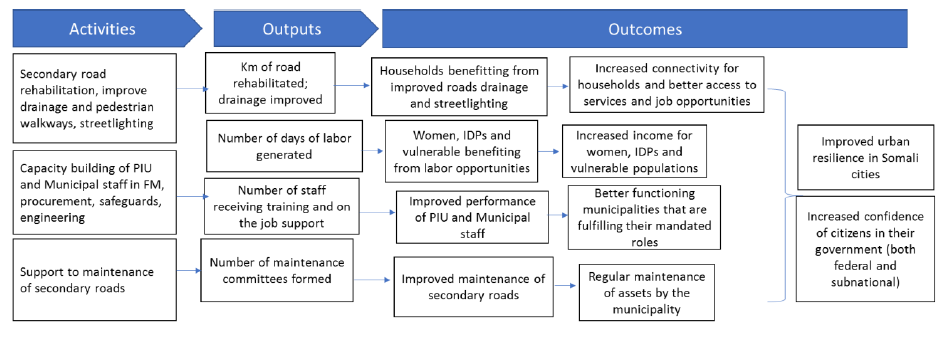 Activities
Outputs
Outcomes
Secondary road
rehabilitation, improve
drainage and pedestrian
walkways, streetlighting
Km of road
rehabilitated;
drainage improved
Households benefitting from
improved roads drainage
and streetlighting
Increased connectivity for
households and better access to
services and job opportunities
Number of days of labor
generated
Women, IDPs and
vulnerable benefiting
from labor opportunities
Increased income for
women, IDPs and
vulnerable populations
Capacity building of PIU
and Municipal staff in FM,
procurement, safeguards,
engineering
Number of staff
receiving training and on
the job support
Improved performance
of PIU and Municipal
staff
Better functioning
municipalities that are
fulfilling their mandated
roles
Support to maintenance
of secondary roads
Number of maintenance
committees formed
Improved maintenance of
secondary roads
Regular maintenance
of assets by the
municipality
Improved urban
resilience in Somali
cities
Increased confidence
of citizens in their
government (both
federal and
subnational)